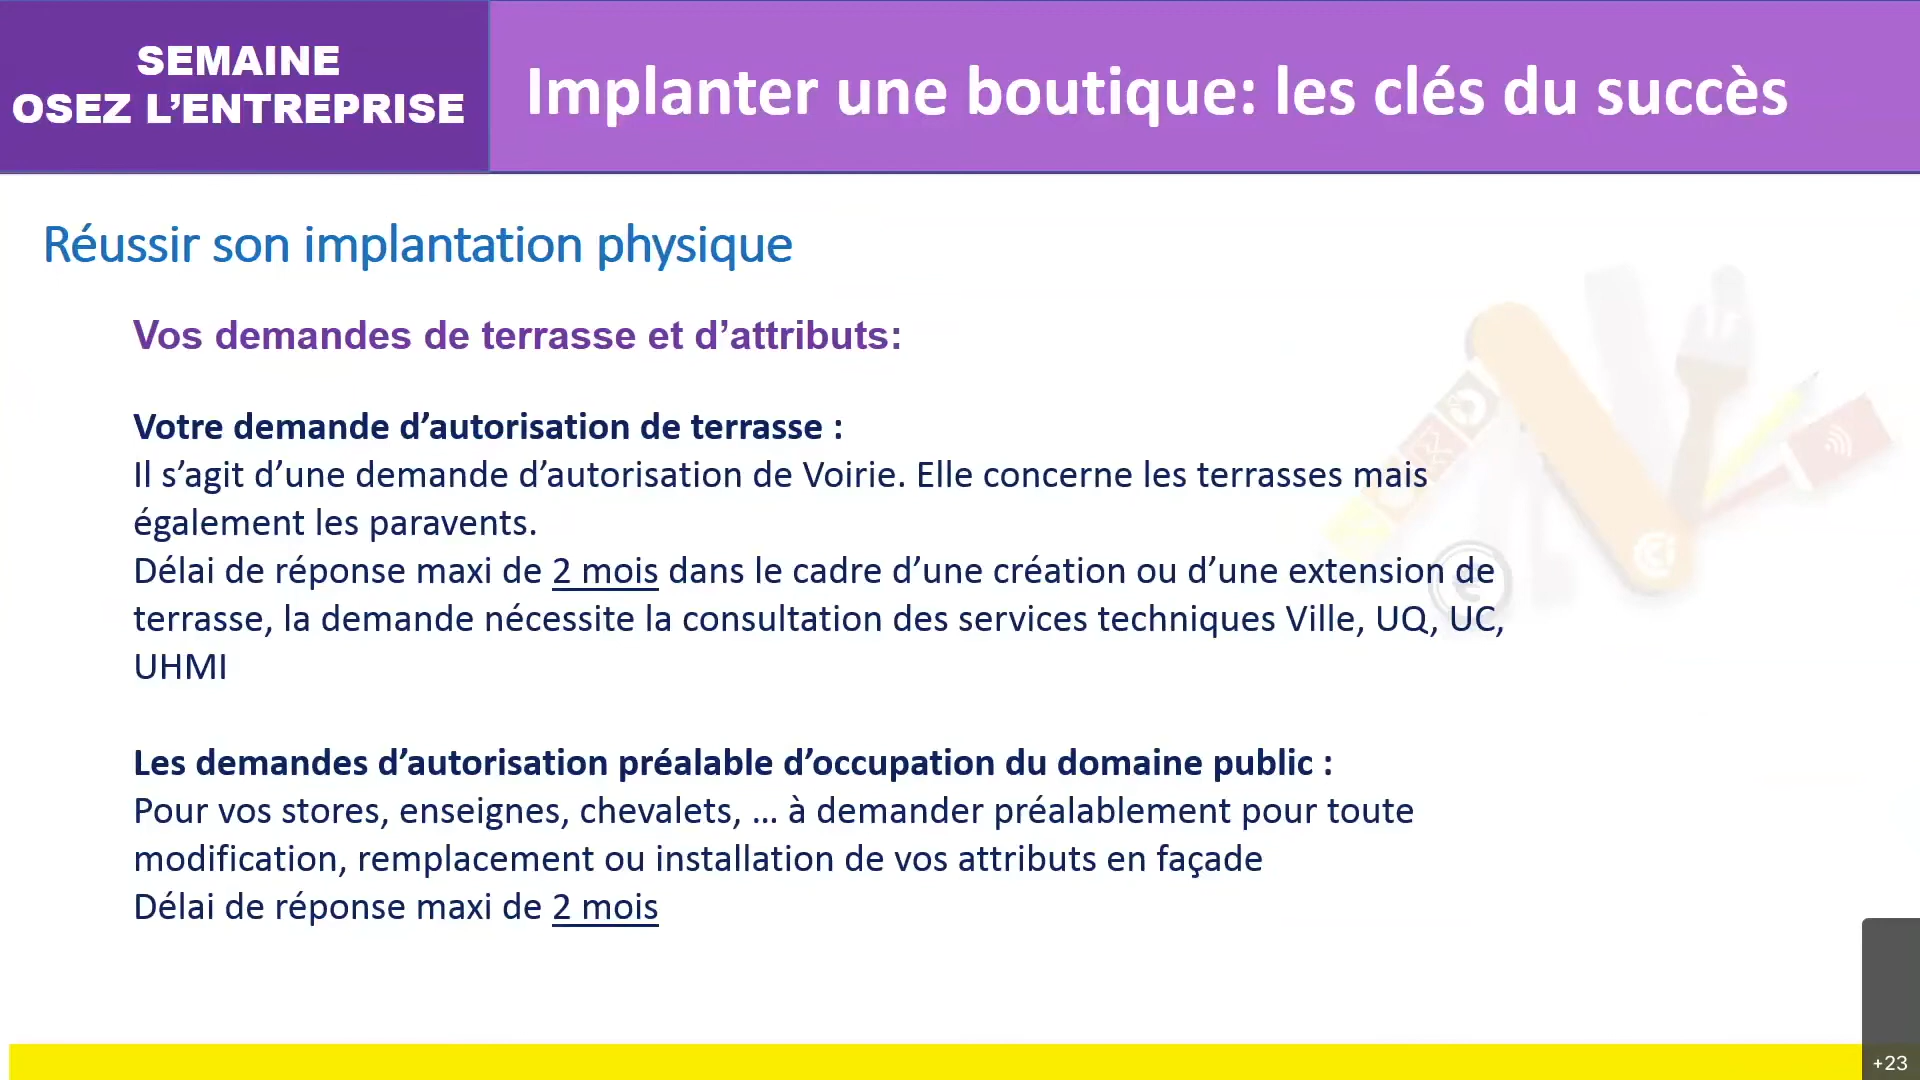 SEMAINE
OSEZ L’ENTREPRISE
Implanter une boutique: les clés du succès
Réussir son implantation physique
Vos demandes de terrasse et d’attributs:
Votre demande d’autorisation de terrasse :
Il s’agit d’une demande d’autorisation de Voirie. Elle concerne les terrasses mais
également les paravents.
Délai de réponse maxi de 2 mois dans le cadre d’une création ou d’une extension de
terrasse, la demande nécessite la consultation des services techniques Ville, UQ, UC,
UHMI
Les demandes d’autorisation préalable d’occupation du domaine public :
Pour vos stores, enseignes, chevalets, … à demander préalablement pour toute
modification, remplacement ou installation de vos attributs en façade
Délai de réponse maxi de 2 mois
CCi
+23